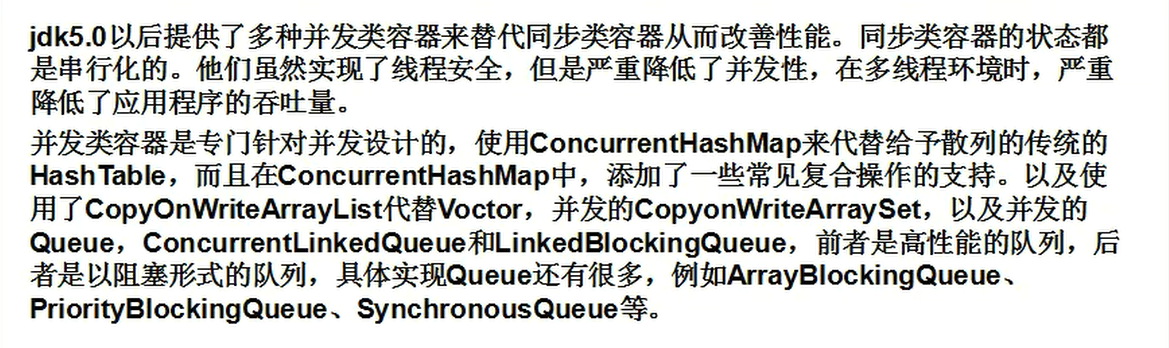 jdk5.0以后提供了多种并发类容器来替代同步类容器从而改善性能。同步类容器的状态都
是串行化的。他们虽然实现了线程安全，但是严重降低了并发性，在多线程环境时，严重
降低了应用程序的吞吐量。
并发类容器是专门针对并发设计的，使用ConcurrentHashMap来代替给予散列的传统的
HashTable，而且在ConcurrentHashMap中，添加了一些常见复合操作的支持。以及使
用了CopyOnWriteArrayList代替Voctor，并发的CopyonWriteArraySet，以及并发的
Queue，ConcurrentLinkedQueue和LinkedBlockingQueue，前者是高性能的队列，后
者是以阻塞形式的队列，具体实现Queue还有很多，例如ArrayBlockingQueue、
PriorityBlockingQueue、SynchronousQueue等。